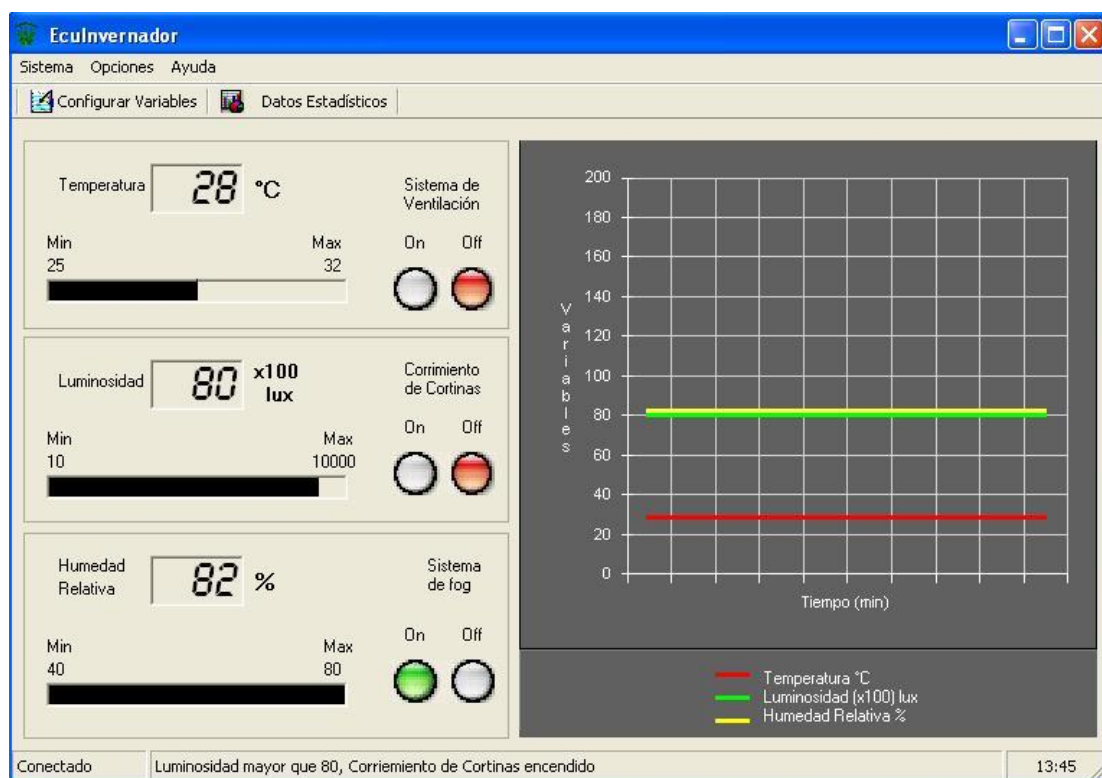 EcuInvernador
Sistema Opciones Ayuda
Configurar Variables Datos Estadísticos
Temperatura 28 °C
Sistema de
Ventilación
Min Max On Off
25 32
Luminosidad 80 x100
lux
Corrimiento
de Cortinas
Min Max On Off
10 10000
Humedad
Relativa
82 %
Sistema
de fog
Min Max On Off
40 80
200
180
160
140
120
100
80
60
40
20
0
Variables
Tiempo (min)
Temperatura °C
Luminosidad (x100) lux
Humedad Relativa %
Conectado Luminosidad mayor que 80, Corriemiento de Cortinas encendido 13:45